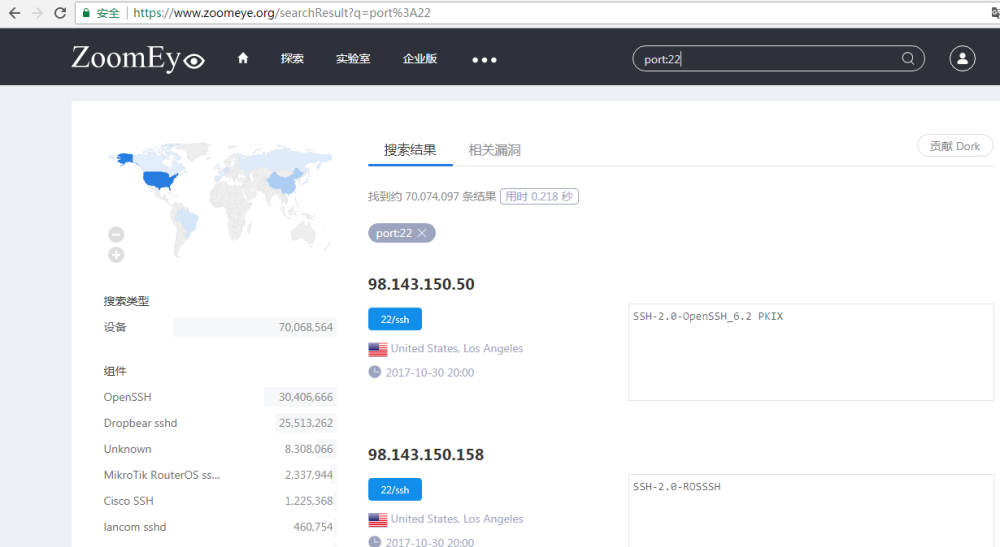 安全 https://www.zoomeye.org/searchResult?q=port%3A22
ZoomEye 探索 实验室 企业版 port:22
搜索结果 相关漏洞 贡献 Dork
找到约 70,074,097 条结果 用时 0.218 秒
port:22
98.143.150.50
22/ssh
SSH-2.0-OpenSSH_6.2 PKIX
United States, Los Angeles
2017-10-30 20:00
搜索类型
设备 70,068,564
组件
OpenSSH 30,406,666
Dropbear sshd 25,513,262
Unknown 8,308,066
MikroTik RouterOS ss... 2,337,944
Cisco SSH 1,225,368
lancom sshd 460,754
98.143.150.158
22/ssh
SSH-2.0-ROSSSH
United States, Los Angeles
2017-10-30 20:00